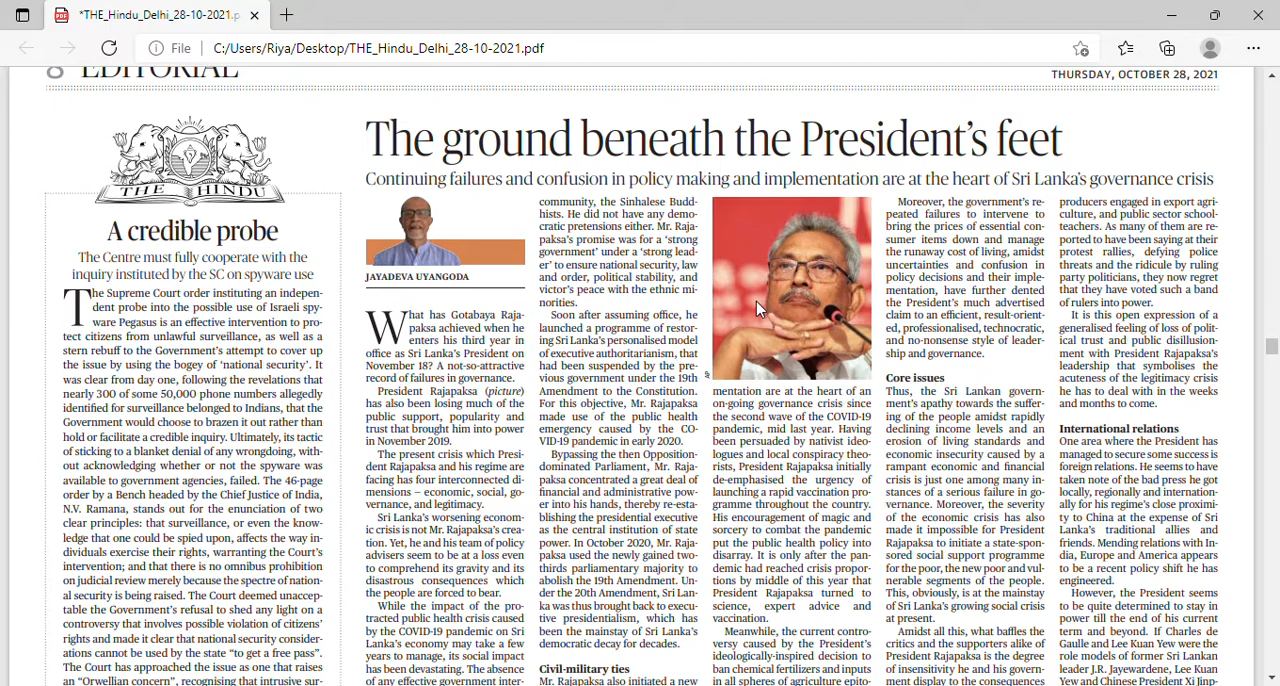 *THE_Hindu_Delhi_28-10-2021.p
File
C:/Users/Riya/Desktop/THE_Hindu_Delhi_28-10-2021.pdf
8 EDITORIAL
THURSDAY, OCTOBER 28, 2021
THE HINDU
A credible probe
The Centre must fully cooperate with the
inquiry instituted by the SC on spyware use
The Supreme Court order instituting an indepen-
dent probe into the possible use of Israeli spy-
ware Pegasus is an effective intervention to pro-
tect citizens from unlawful surveillance, as well as a
stern rebuff to the Government's attempt to cover up
the issue by using the bogey of 'national security'. It
was clear from day one, following the revelations that
nearly 300 of some 50,000 phone numbers allegedly
identified for surveillance belonged to Indians, that the
Government would choose to brazen it out rather than
hold or facilitate a credible inquiry. Ultimately, its tactic
of sticking to a blanket denial of any wrongdoing, with-
out acknowledging whether or not the spyware was
available to government agencies, failed. The 46-page
order by a Bench headed by the Chief Justice of India,
N.V. Ramana, stands out for the enunciation of two
clear principles: that surveillance, or even the know-
ledge that one could be spied upon, affects the way in-
dividuals exercise their rights, warranting the Court's
intervention; and that there is no omnibus prohibition
on judicial review merely because the spectre of nation-
al security is being raised. The Court deemed unaccep-
table the Government's refusal to shed any light on a
controversy that involves possible violation of citizens'
rights and made it clear that national security consider-
ations cannot be used by the state "to get a free pass".
The Court has approached the issue as one that raises
an "Orwellian concern", recognising that intrusive sur-
The ground beneath the President's feet
Continuing failures and confusion in policy making and implementation are at the heart of Sri Lanka's governance crisis
JAYADEVA UYANGODA
What has Gotabaya Raja-
paksa achieved when he
enters his third year in
office as Sri Lanka's President on
November 18? A not-so-attractive
record of failures in governance.
President Rajapaksa (picture)
has also been losing much of the
public support, popularity and
trust that brought him into power
in November 2019.
The present crisis which Presi-
dent Rajapaksa and his regime are
facing has four interconnected di-
mensions – economic, social, go-
vernance, and legitimacy.
Sri Lanka's worsening econom-
ic crisis is not Mr. Rajapaksa's crea-
tion. Yet, he and his team of policy
advisers seem to be at a loss even
to comprehend its gravity and its
disastrous consequences which
the people are forced to bear.
While the impact of the pro-
tracted public health crisis caused
by the COVID-19 pandemic on Sri
Lanka's economy may take a few
years to manage, its social impact
has been devastating. The absence
of any effective government inter-
community, the Sinhalese Budd-
hists. He did not have any demo-
cratic pretensions either. Mr. Raja-
paksa's promise was for a 'strong
government' under a 'strong lead-
er' to ensure national security, law
and order, political stability, and
victor's peace with the ethnic mi-
norities.
Soon after assuming office, he
launched a programme of restor-
ing Sri Lanka's personalised model
of executive authoritarianism, that
had been suspended by the pre-
vious government under the 19th
Amendment to the Constitution.
For this objective, Mr. Rajapaksa
made use of the public health
emergency caused by the CO-
VID-19 pandemic in early 2020.
Bypassing the then Opposition-
dominated Parliament, Mr. Raja-
paksa concentrated a great deal of
financial and administrative pow-
er into his hands, thereby re-esta-
blishing the presidential executive
as the central institution of state
power. In October 2020, Mr. Raja-
paksa used the newly gained two-
thirds parliamentary majority to
abolish the 19th Amendment. Un-
der the 20th Amendment, Sri Lan-
ka was thus brought back to execu-
tive presidentialism, which has
been the mainstay of Sri Lanka's
democratic decay for decades.
Civil-military ties
Mr. Rajapaksa also initiated a new
AP
mentation are at the heart of an
on-going governance crisis since
the second wave of the COVID-19
pandemic, mid last year. Having
been persuaded by nativist ideo-
logues and local conspiracy theo-
rists, President Rajapaksa initially
de-emphasised the urgency of
launching a rapid vaccination pro-
gramme throughout the country.
His encouragement of magic and
sorcery to combat the pandemic
put the public health policy into
disarray. It is only after the pan-
demic had reached crisis propor-
tions by middle of this year that
President Rajapaksa turned to
science, expert advice and
vaccination.
Meanwhile, the current contro-
versy caused by the President's
ideologically-inspired decision to
ban chemical fertilizers and inputs
in all spheres of agriculture epito-
Moreover, the government's re-
peated failures to intervene to
bring the prices of essential con-
sumer items down and manage
the runaway cost of living, amidst
uncertainties and confusion in
policy decisions and their imple-
mentation, have further dented
the President's much advertised
claim to an efficient, result-orient-
ed, professionalised, technocratic,
and no-nonsense style of leader-
ship and governance.
Core issues
Thus, the Sri Lankan govern-
ment's apathy towards the suffer-
ing of the people amidst rapidly
declining income levels and an
erosion of living standards and
economic insecurity caused by a
rampant economic and financial
crisis is just one among many in-
stances of a serious failure in go-
vernance. Moreover, the severity
of the economic crisis has also
made it impossible for President
Rajapaksa to initiate a state-spon-
sored social support programme
for the poor, the new poor and vul-
nerable segments of the people.
This, obviously, is at the mainstay
of Sri Lanka's growing social crisis
at present.
Amidst all this, what baffles the
critics and the supporters alike of
President Rajapaksa is the degree
of insensitivity he and his govern-
ment display to the consequences
producers engaged in export agri-
culture, and public sector school-
teachers. As many of them are re-
ported to have been saying at their
protest rallies, defying police
threats and the ridicule by ruling
party politicians, they now regret
that they have voted such a band
of rulers into power.
It is this open expression of a
generalised feeling of loss of polit-
ical trust and public disillusion-
ment with President Rajapaksa's
leadership that symbolises the
acuteness of the legitimacy crisis
he has to deal with in the weeks
and months to come.
International relations
One area where the President has
managed to secure some success is
foreign relations. He seems to have
taken note of the bad press he got
locally, regionally and internation-
ally for his regime's close proximi-
ty to China at the expense of Sri
Lanka's traditional allies and
friends. Mending relations with In-
dia, Europe and America appears
to be a recent policy shift he has
engineered.
However, the President seems
to be quite determined to stay in
power till the end of his current
term and beyond. If Charles de
Gaulle and Lee Kuan Yew were the
role models of former Sri Lankan
leader J.R. Jayewardene, Lee Kuan
Yew and Chinese President Xi Jinp-